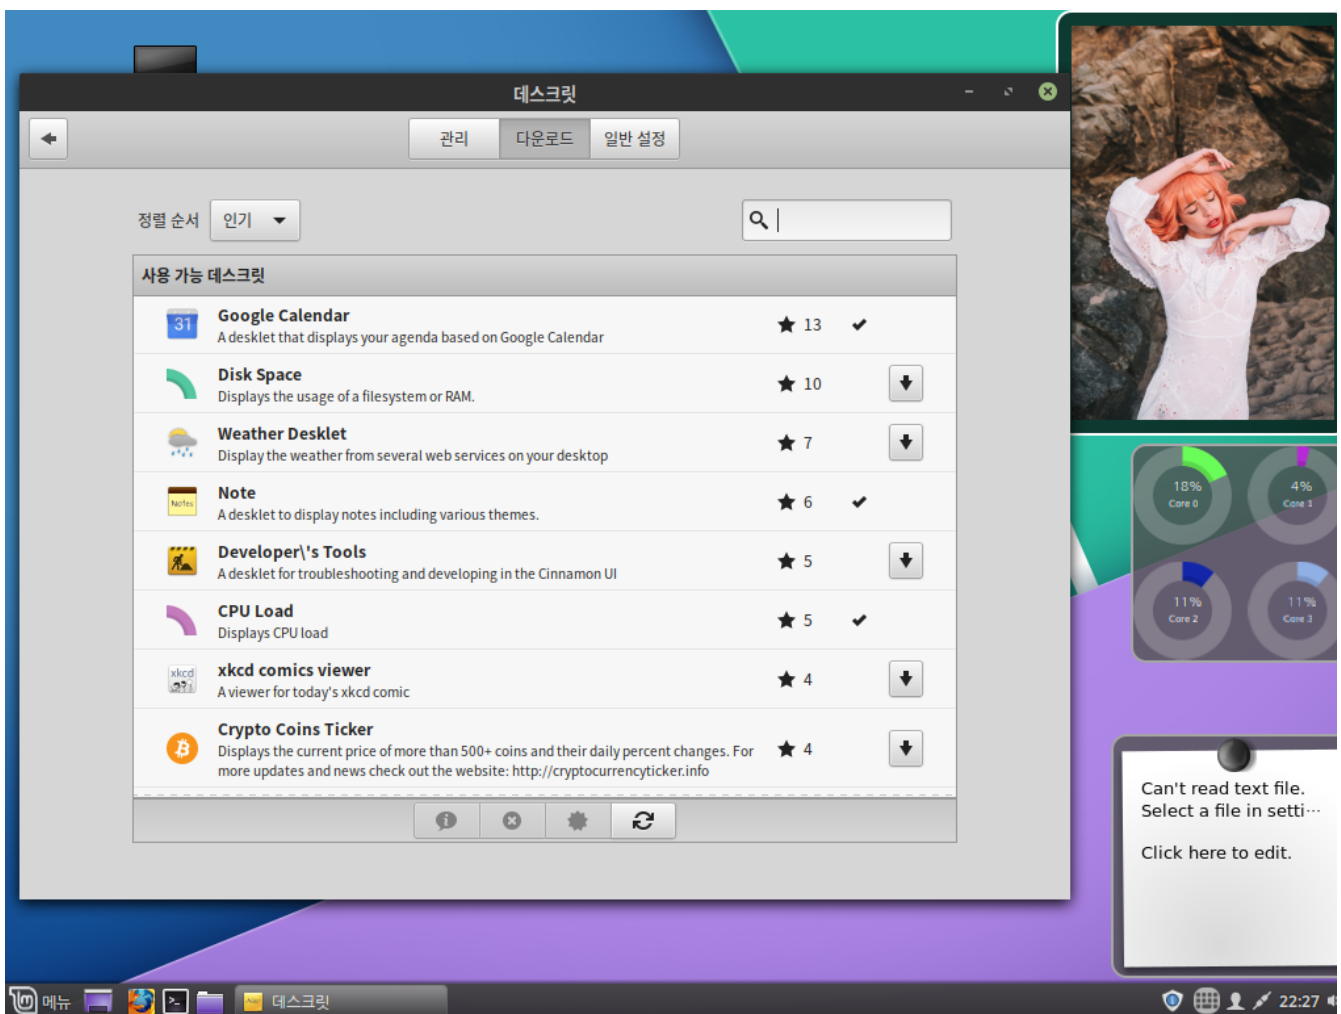 데스크릿
관리
다운로드
일반 설정
정렬 순서
인기
사용 가능 데스크릿
31
Google Calendar
A desklet that displays your agenda based on Google Calendar
13
Disk Space
Displays the usage of a filesystem or RAM.
10
Weather Desklet
Display the weather from several web services on your desktop
7
Notes
Note
A desklet to display notes including various themes.
6
Developer\'s Tools
A desklet for troubleshooting and developing in the Cinnamon UI
5
CPU Load
Displays CPU load
5
xkcd
xkcd comics viewer
A viewer for today's xkcd comic
4
Crypto Coins Ticker
Displays the current price of more than 500+ coins and their daily percent changes. For
more updates and news check out the website: http://cryptocurrencyticker.info
4
18%
Core 0
4%
Core 1
11%
Core 2
11%
Core 3
Can't read text file.
Select a file in setti…
Click here to edit.
메뉴
데스크릿
22:27